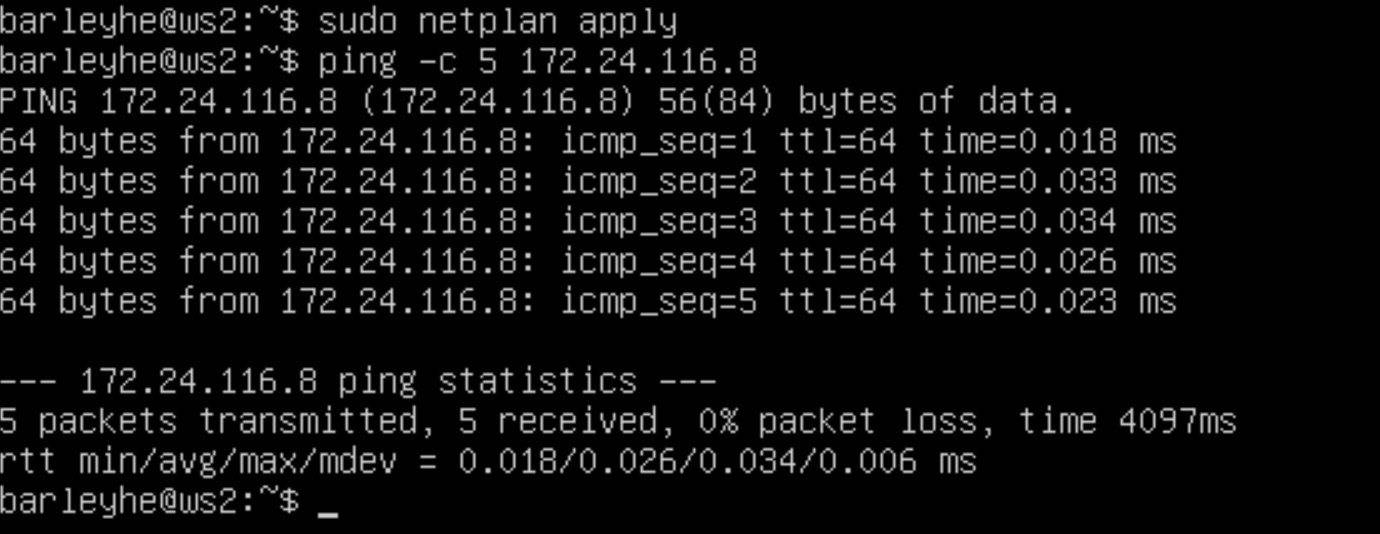 barleyhe@ws2:~$ sudo netplan apply
barleyhe@ws2:~$ ping -c 5 172.24.116.8
PING 172.24.116.8 (172.24.116.8) 56(84) bytes of data.
64 bytes from 172.24.116.8: icmp_seq=1 ttl=64 time=0.018 ms
64 bytes from 172.24.116.8: icmp_seq=2 ttl=64 time=0.033 ms
64 bytes from 172.24.116.8: icmp_seq=3 ttl=64 time=0.034 ms
64 bytes from 172.24.116.8: icmp_seq=4 ttl=64 time=0.026 ms
64 bytes from 172.24.116.8: icmp_seq=5 ttl=64 time=0.023 ms

--- 172.24.116.8 ping statistics ---
5 packets transmitted, 5 received, 0% packet loss, time 4097ms
rtt min/avg/max/mdev = 0.018/0.026/0.034/0.006 ms
barleyhe@ws2:~$ _